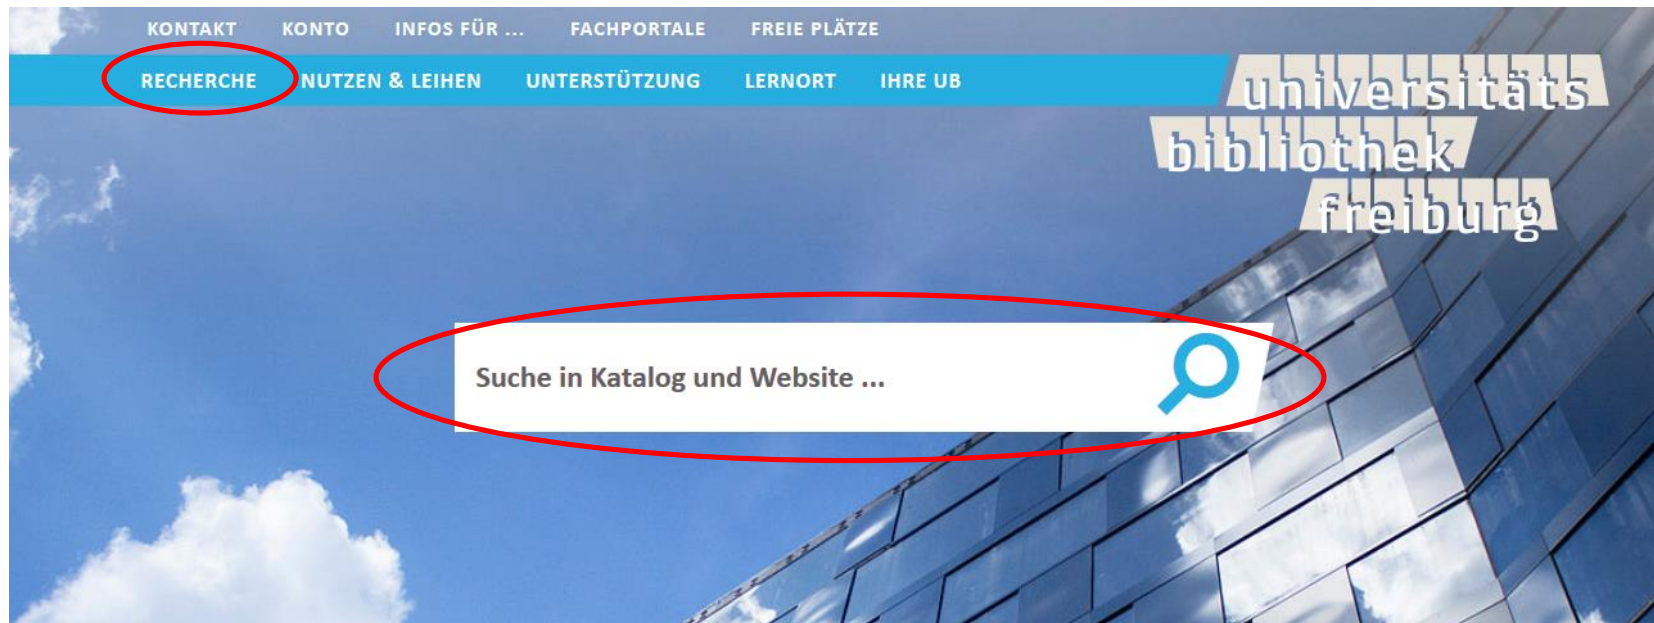 KONTAKT KONTO INFOS FÜR ... FACHPORTALE FREIE PLÄTZE
RECHERCHE NUTZEN & LEIHEN UNTERSTÜTZUNG LERNORT IHRE UB
universitäts
bibliothek
freiburg
Suche in Katalog und Website ...